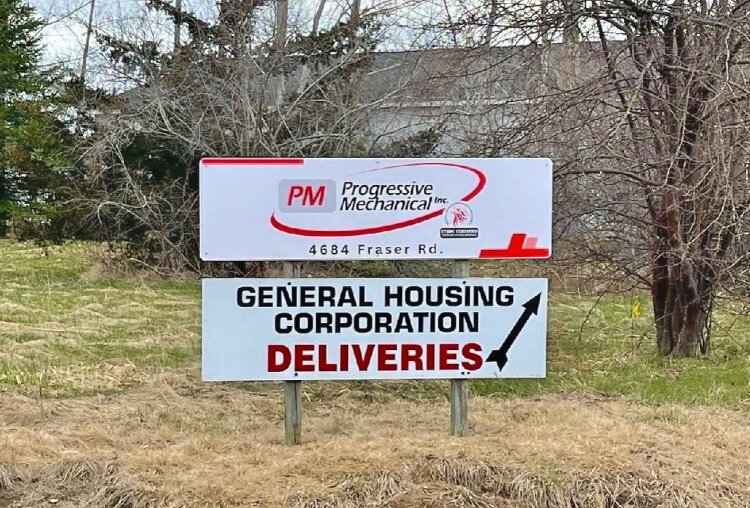 PM Progressive
Mechanical Inc.
4684 Fraser Rd.
GENERAL HOUSING
CORPORATION
DELIVERIES